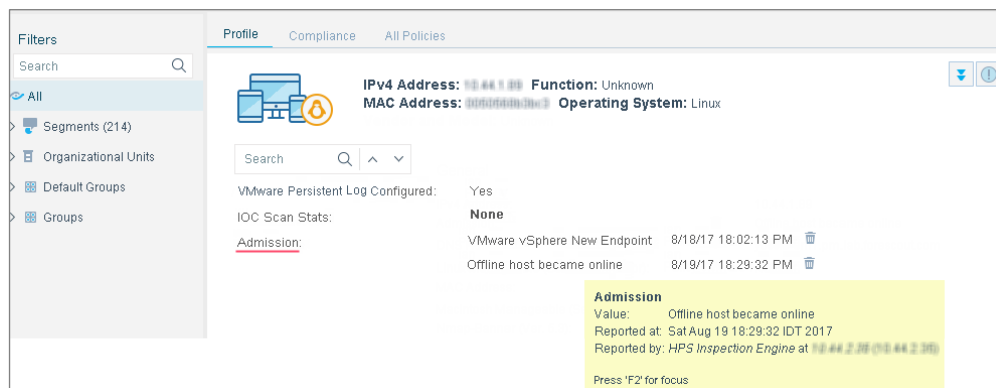 Filters
Search
All
Segments (214)
Organizational Units
Default Groups
Groups
Profile Compliance All Policies
IPv4 Address: Function: Unknown
MAC Address: Operating System: Linux
Search
VMware Persistent Log Configured: Yes
IOC Scan Stats: None
Admission: VMware vSphere New Endpoint 8/18/17 18:02:13 PM
Offline host became online 8/19/17 18:29:32 PM
Admission
Value: Offline host became online
Reported at: Sat Aug 19 18:29:32 IDT 2017
Reported by: HPS Inspection Engine at
Press 'F2' for focus